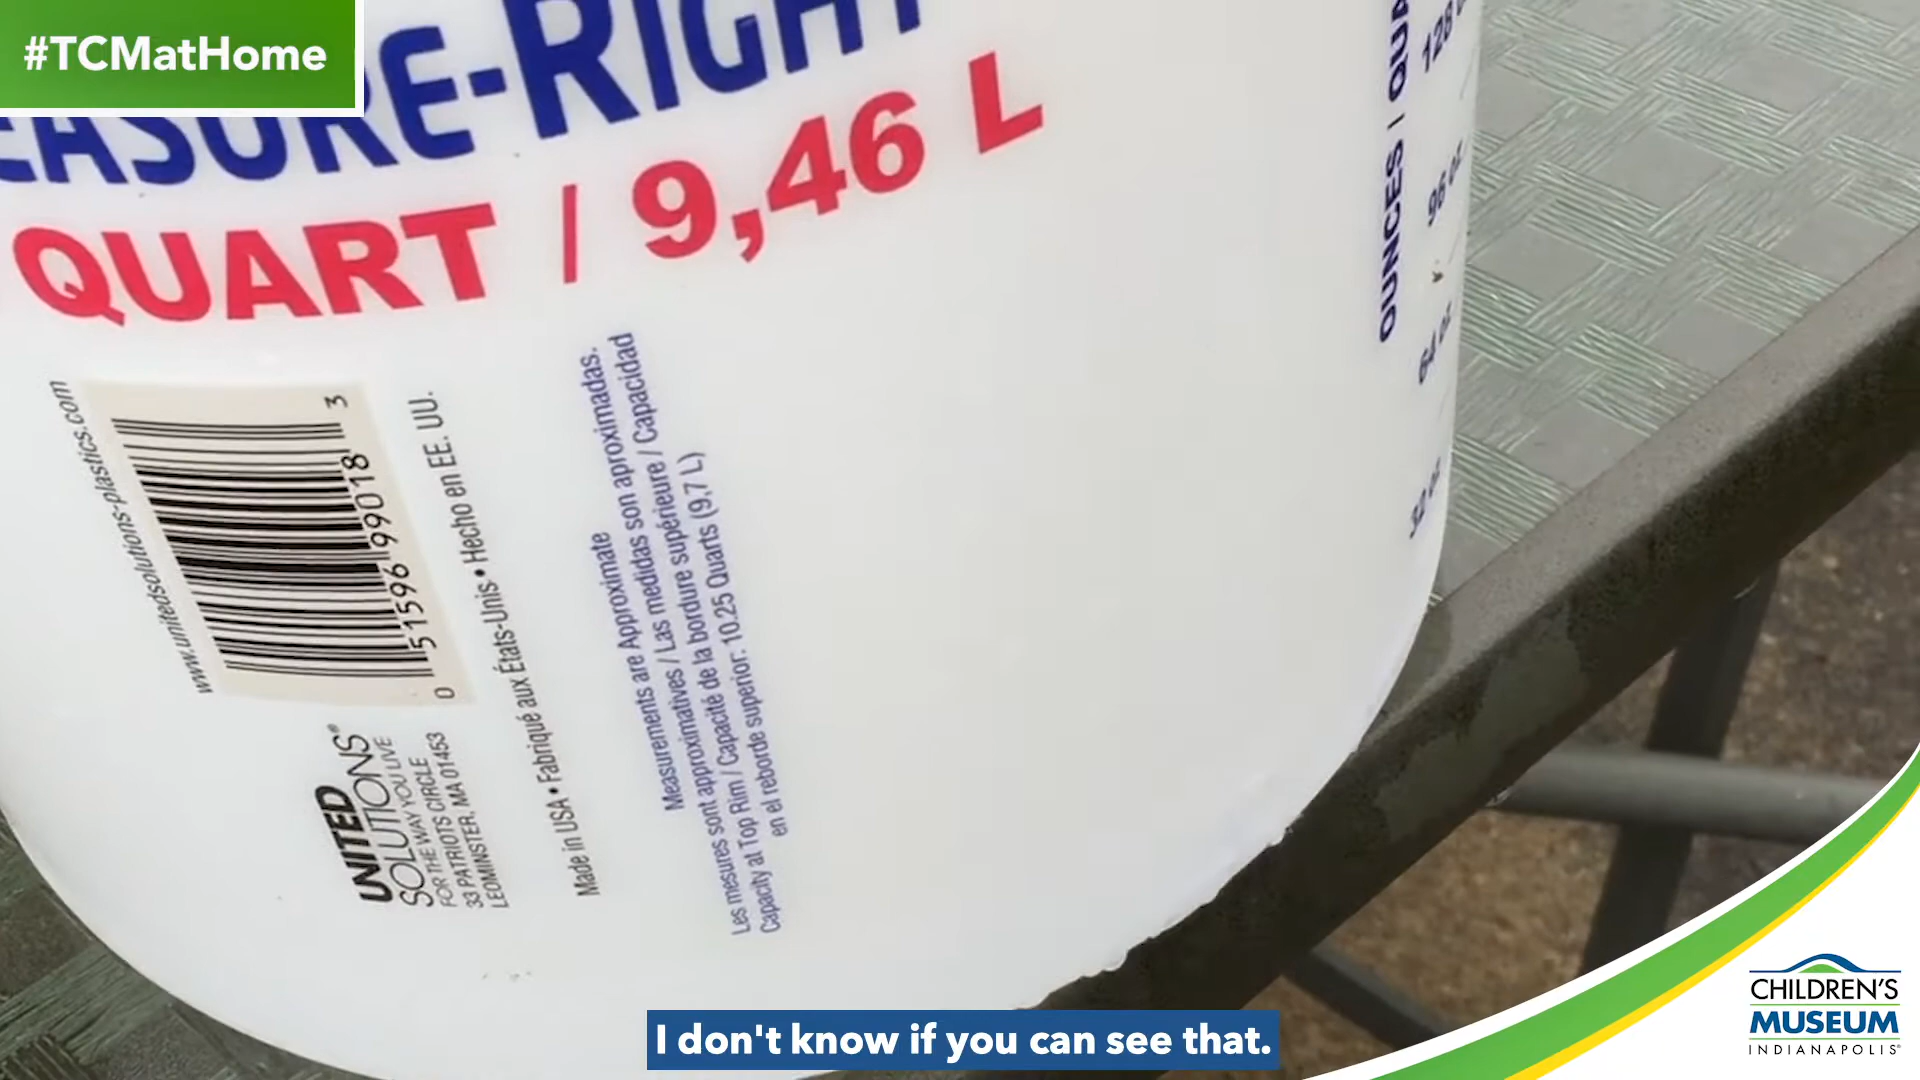 #TCMatHome
EASURE-RIGHT
QUART / 9,46 L
www.unitedsolutions-plastics.com
0 51596 99018 3
UNITED
SOLUTIONS®
FOR THE WAY YOU LIVE
33 PATRIOTS CIRCLE
LEOMINSTER, MA 01453
Made in USA • Fabriqué aux États-Unis • Hecho en EE. UU.
Measurements are Approximate
Les mesures sont approximatives / Las medidas son aproximadas.
Capacity at Top Rim / Capacité de la bordure supérieure / Capacidad
en el reborde superior: 10.25 Quarts (9,7 L)
OUNCES | QUA
128
96 oz
64 oz
32 oz
I don't know if you can see that.
CHILDREN'S
MUSEUM
INDIANAPOLIS®